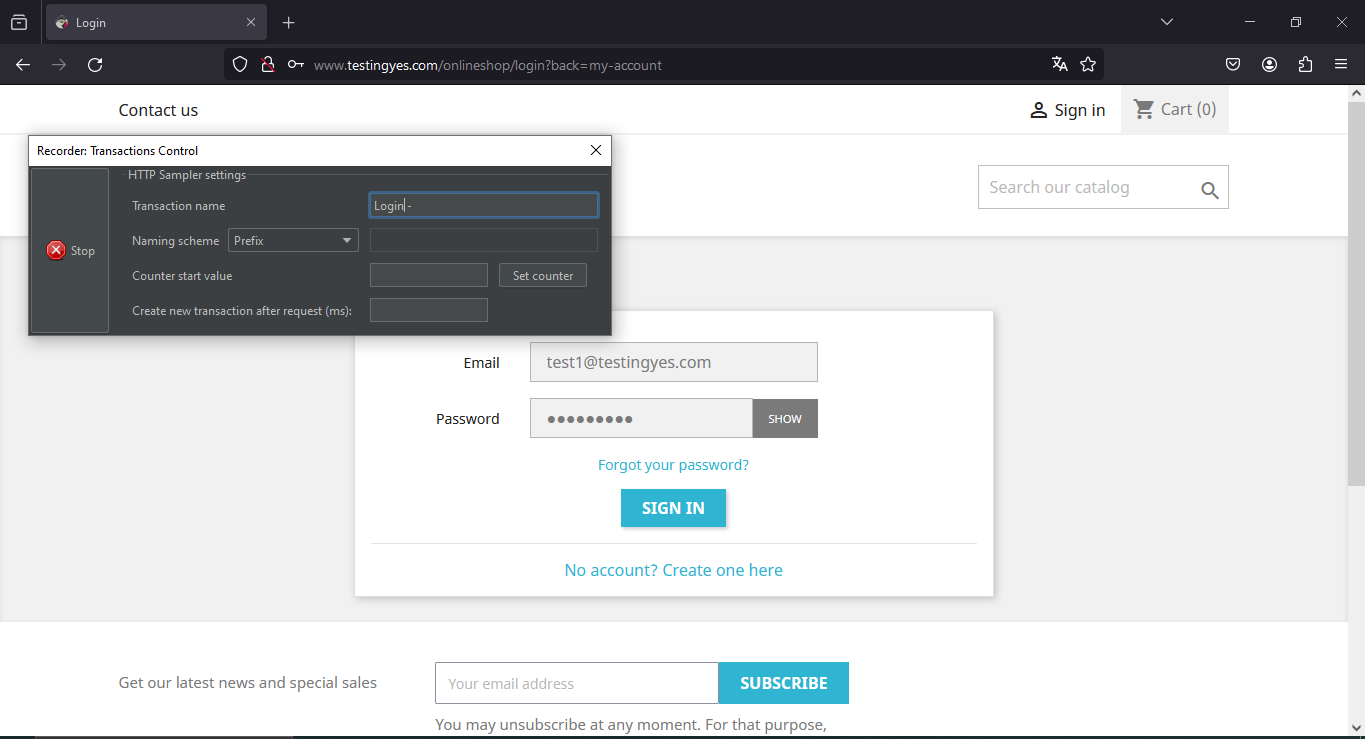 Login
www.testingyes.com/onlineshop/login?back=my-account
Contact us
Sign in
Cart (0)
Recorder: Transactions Control
HTTP Sampler settings
Transaction name
Login-
Naming scheme
Prefix
Counter start value
Set counter
Create new transaction after request (ms):
Stop
Search our catalog
Email
test1@testingyes.com
Password
●●●●●●●●●
SHOW
Forgot your password?
SIGN IN
No account? Create one here
Get our latest news and special sales
Your email address
SUBSCRIBE
You may unsubscribe at any moment. For that purpose,